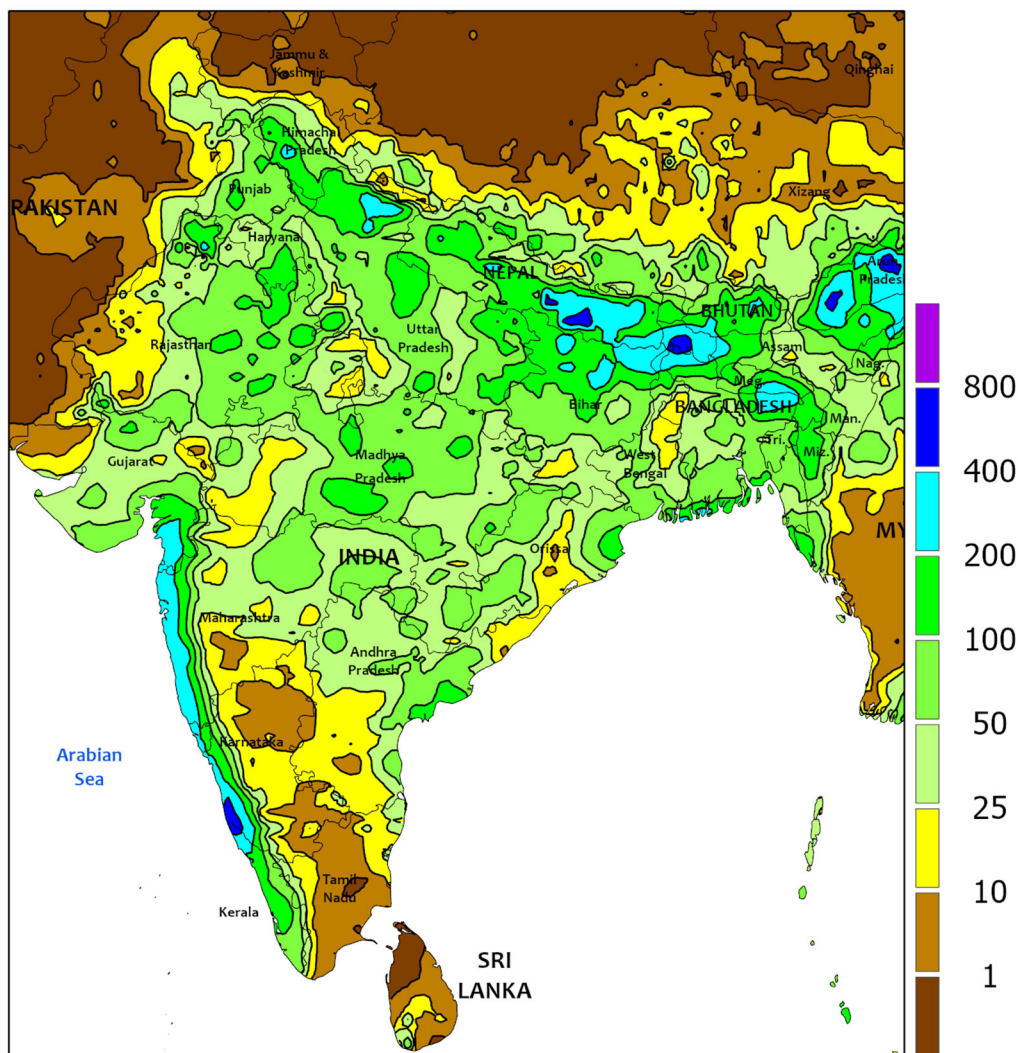 Jammu &
Kashmir
Qinghai
Himachal
Pradesh
Punjab
Xizang
PAKISTAN
Haryana
NEPAL
Arun.
Pradesh
BHUTAN
Rajasthan
Uttar
Pradesh
Assam
Nag.
Meg.
800
Bihar
BANGLADESH
Man.
Tri.
Miz.
Gujarat
Madhya
Pradesh
West
Bengal
400
MY
INDIA
Orissa
200
Maharashtra
Andhra
Pradesh
100
Karnataka
50
Arabian
Sea
25
Tamil
Nadu
10
Kerala
SRI
LANKA
1